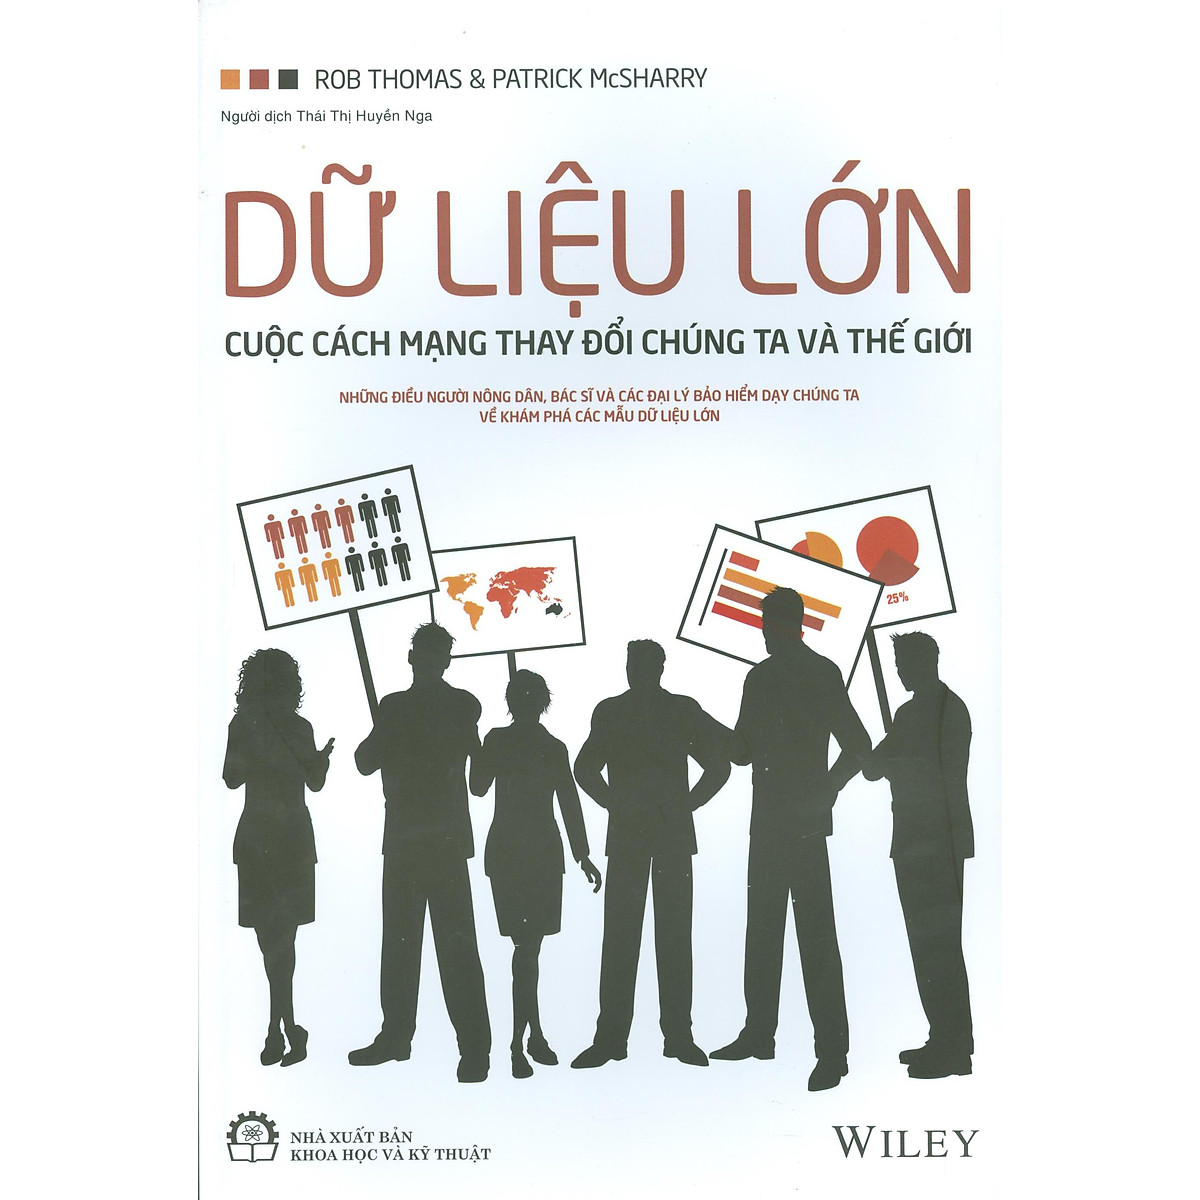 ROB THOMAS & PATRICK McSHARRY
Người dịch Thái Thị Huyền Nga
DỮ LIỆU LỚN
CUỘC CÁCH MẠNG THAY ĐỔI CHÚNG TA VÀ THẾ GIỚI
NHỮNG ĐIỀU NGƯỜI NÔNG DÂN, BÁC SĨ VÀ CÁC ĐẠI LÝ BẢO HIỂM DẠY CHÚNG TA
VỀ KHÁM PHÁ CÁC MẪU DỮ LIỆU LỚN
25%
NHÀ XUẤT BẢN
KHOA HỌC VÀ KỸ THUẬT
WILEY